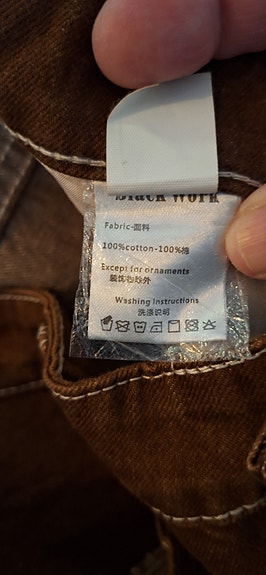 Black Work
Fabric-面料
100%cotton-100%棉
Except for ornaments
装饰物除外
Washing Instructions
洗涤说明